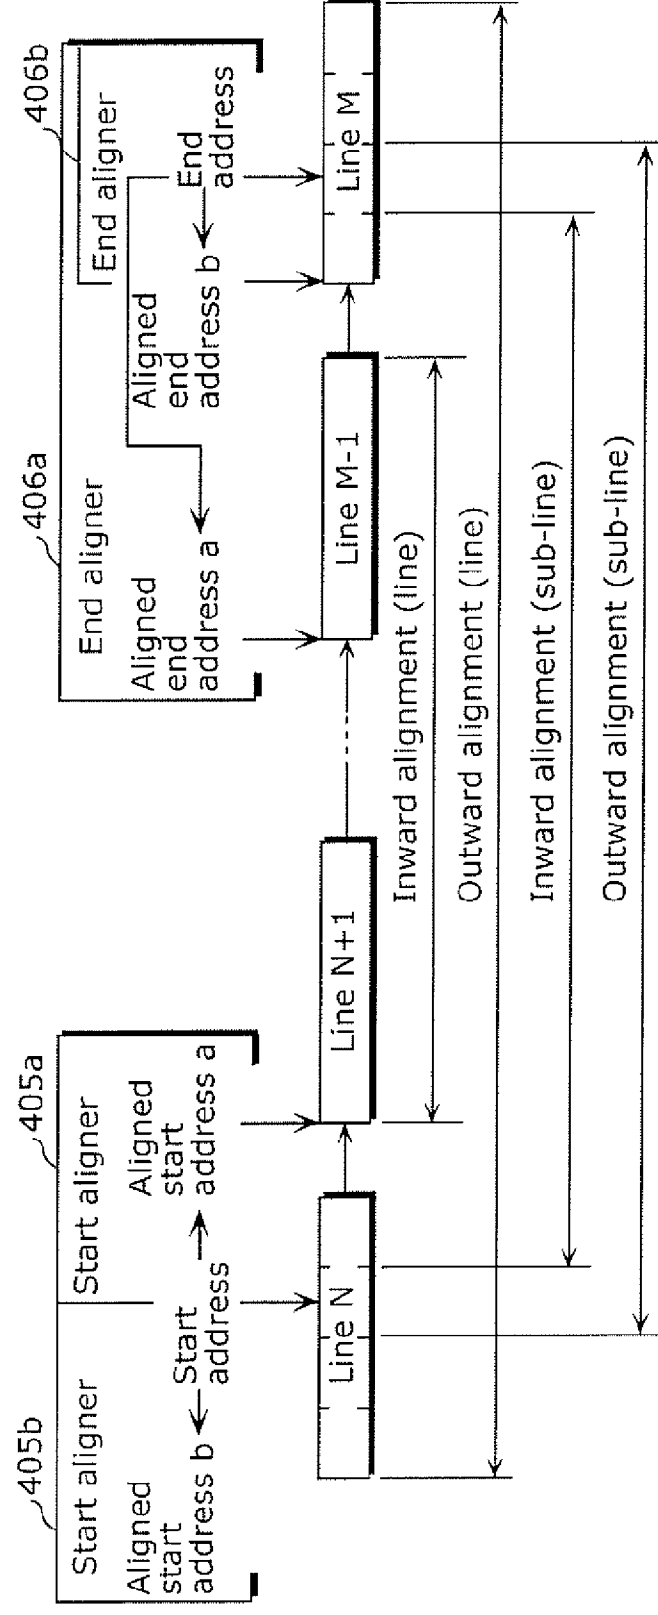 405b
405a
406a
406b
Start aligner
Start aligner
End aligner
End aligner
Aligned
start
address b
Start
address
Aligned
start
address a
Aligned
end
address a
Aligned
end
address b
End
address
Line N
Line N+1
Line M-1
Line M
Inward alignment (line)
Outward alignment (line)
Inward alignment (sub-line)
Outward alignment (sub-line)